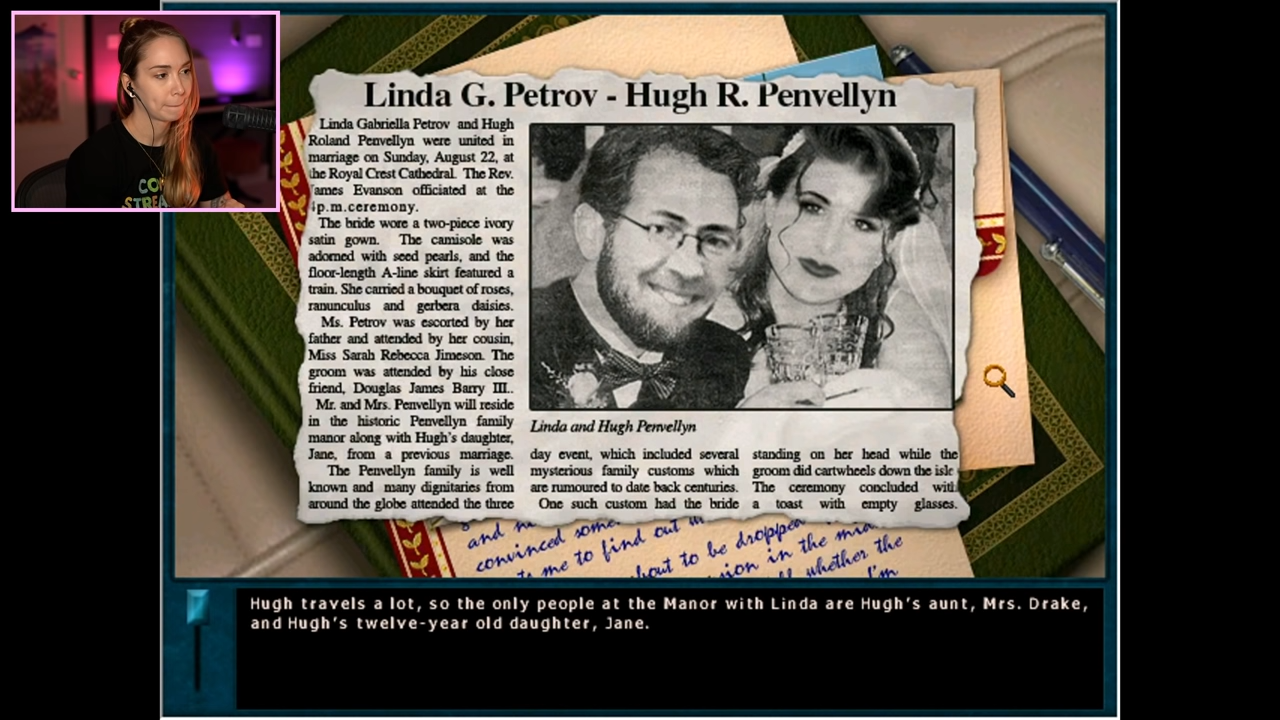 Linda G. Petrov - Hugh R. Penvellyn
Linda Gabriella Petrov and Hugh
Roland Penvellyn were united in
marriage on Sunday, August 22, at
the Royal Crest Cathedral. The Rev.
James Evanson officiated at the
4p.m.ceremony.
The bride wore a two-piece ivory
satin gown. The camisole was
adorned with seed pearls, and the
floor-length A-line skirt featured a
train. She carried a bouquet of roses,
ranunculus and gerbera daisies.
Ms. Petrov was escorted by her
father and attended by her cousin,
Miss Sarah Rebecca Jimeson. The
groom was attended by his close
friend, Douglas James Barry III..
Mr. and Mrs. Penvellyn will reside
in the historic Penvellyn family
manor along with Hugh's daughter,
Jane, from a previous marriage.
The Penvellyn family is well
known and many dignitaries from
around the globe attended the three
Linda and Hugh Penvellyn
day event, which included several
mysterious family customs which
are rumoured to date back centuries.
One such custom had the bride
standing on her head while the
groom did cartwheels down the isle
The ceremony concluded with
a toast with empty glasses.
and
convinced some
me to find out
about to be dropped
in the
whether the
I'm
COI
STREA
Hugh travels a lot, so the only people at the Manor with Linda are Hugh's aunt, Mrs. Drake,
and Hugh's twelve-year old daughter, Jane.